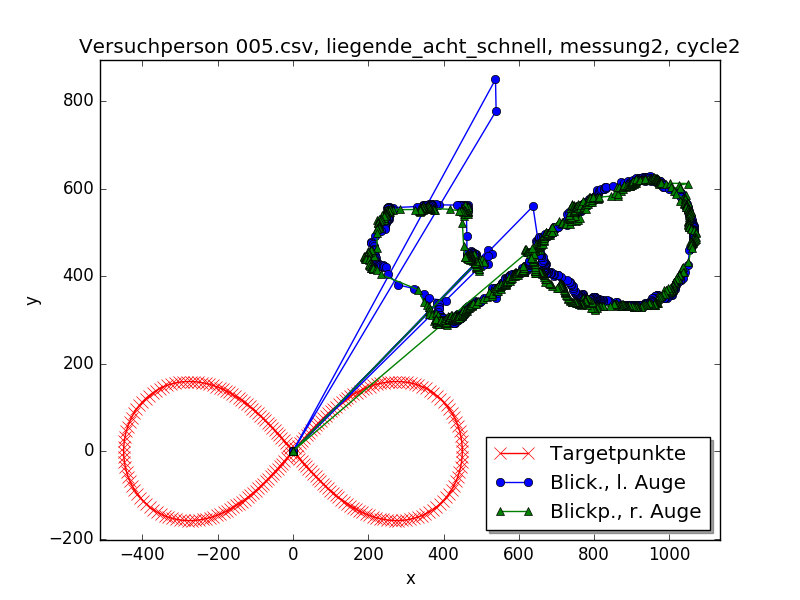 Versuchperson 005.csv, liegende_acht_schnell, messung2, cycle2
800
600
400
200
0
−200
y
−400
−200
0
200
400
600
800
1000
x
Targetpunkte
Blick., l. Auge
Blickp., r. Auge